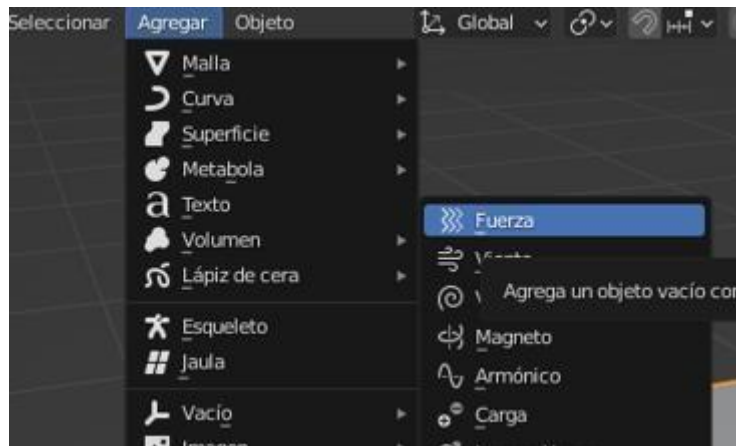 Seleccionar Agregar Objeto Global
Malla
Curva
Superficie
Metabola
Texto
Volumen
Lápiz de cera
Esqueleto
Jaula
Vacío
Fuerza
Agrega un objeto vacío
Magneto
Armónico
Carga